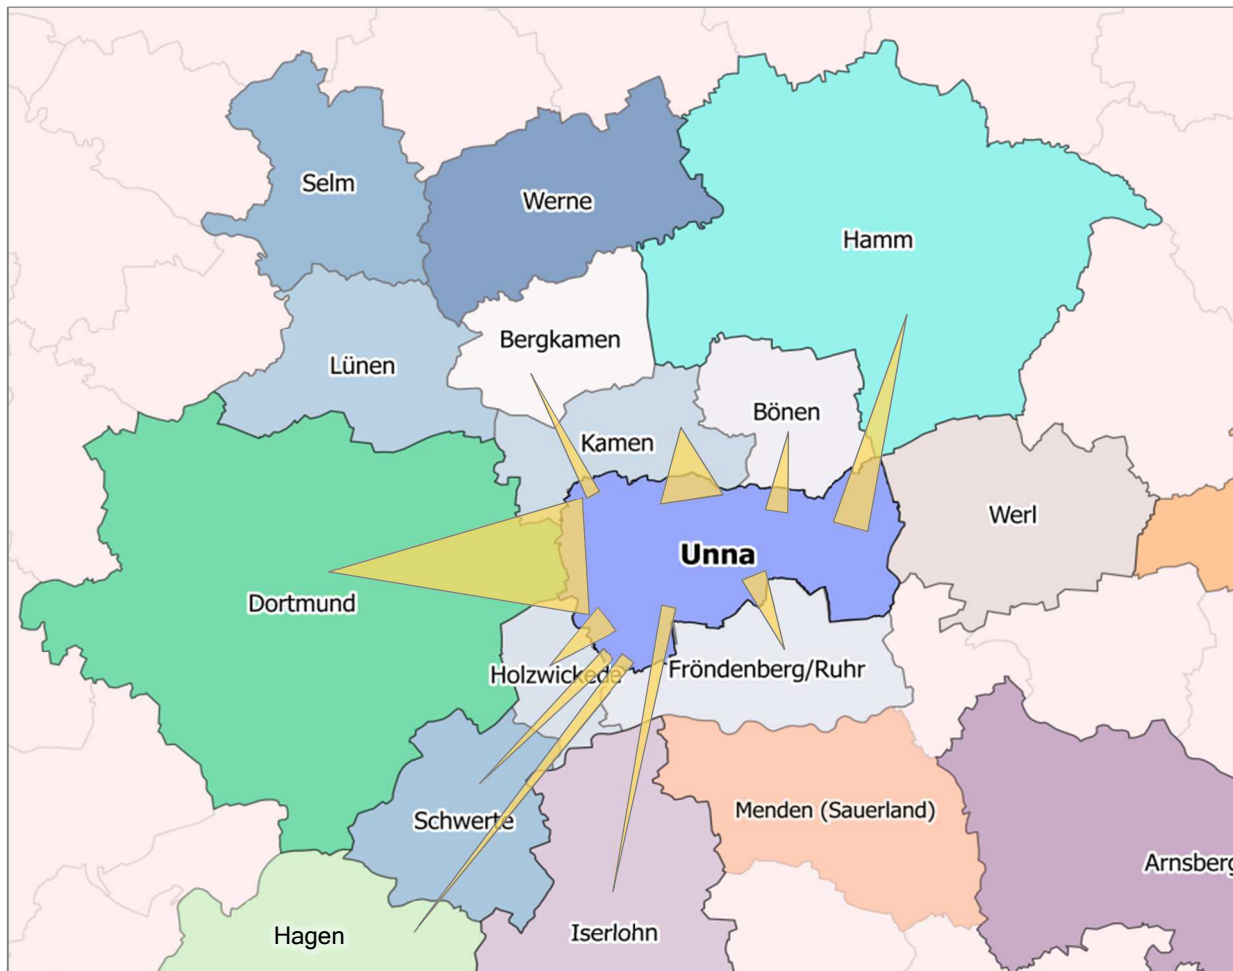 Selm
Werne
Hamm
Bergkamen
Lünen
Bönen
Kamen
Werl
Unna
Dortmund
Holzwickede
Fröndenberg/Ruhr
Menden (Sauerland)
Schwerte
Arnsberg
Hagen
Iserlohn